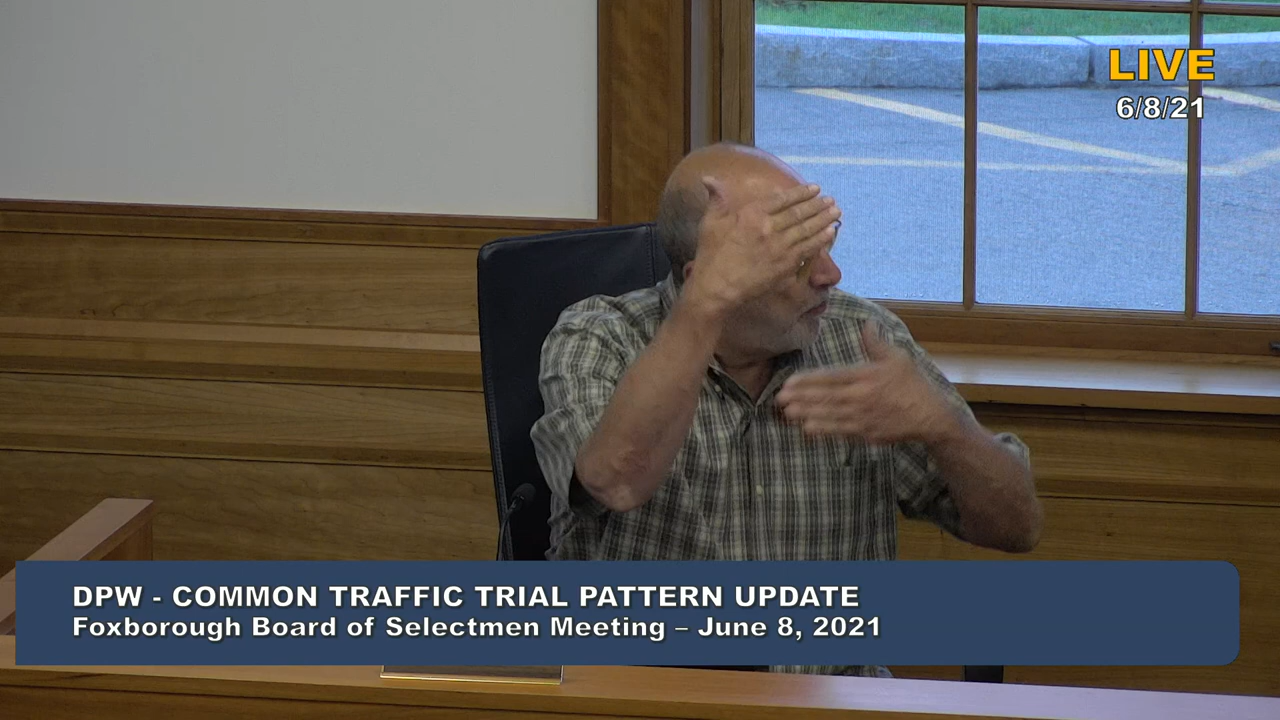 LIVE
6/8/21
DPW - COMMON TRAFFIC TRIAL PATTERN UPDATE
Foxborough Board of Selectmen Meeting – June 8, 2021